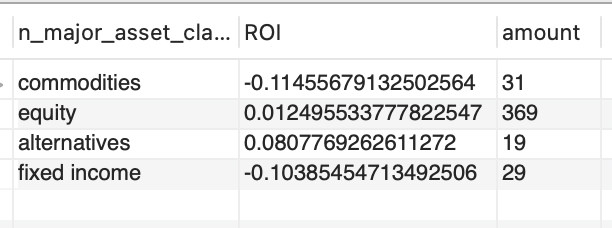 n_major_asset_cla... ROI amount
commodities -0.11455679132502564 31
equity 0.012495533777822547 369
alternatives 0.0807769262611272 19
fixed income -0.10385454713492506 29